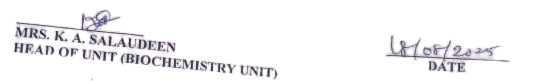 18/08/2025
MRS. K. A. SALAUDEEN
DATE
HEAD OF UNIT (BIOCHEMISTRY UNIT)